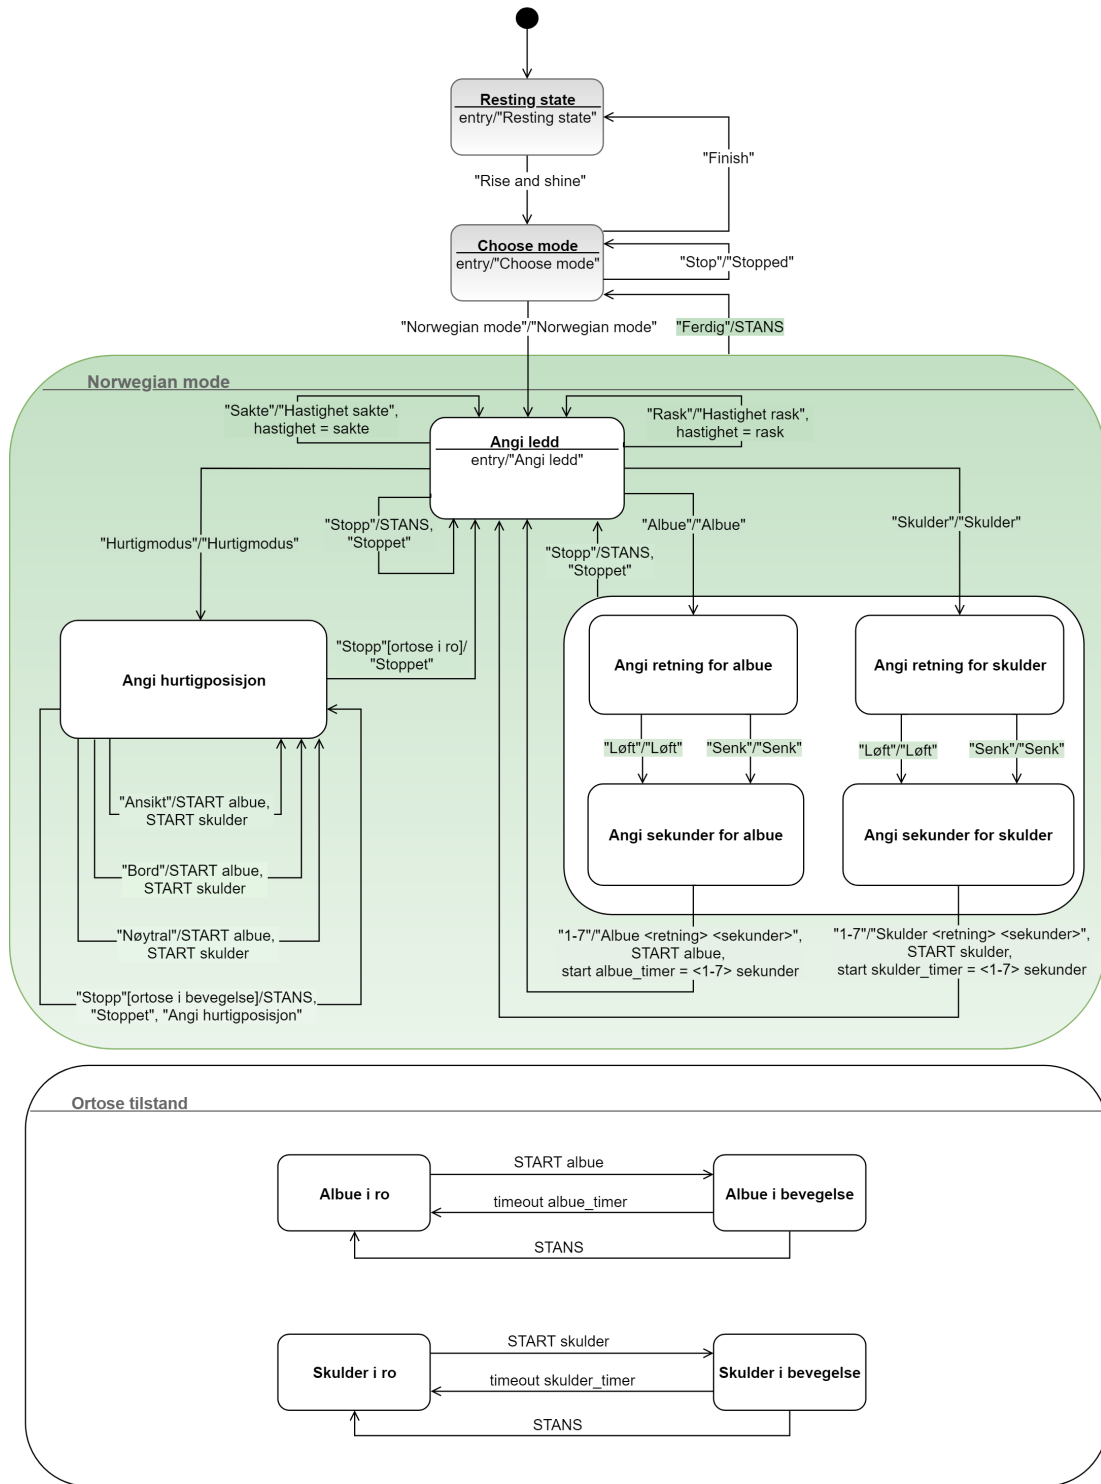 Resting state
entry/"Resting state"
"Finish"
"Rise and shine"
Choose mode
entry/"Choose mode"
"Stop"/"Stopped"
"Norwegian mode"/"Norwegian mode"
"Ferdig"/STANS
Norwegian mode
"Sakte"/"Hastighet sakte",
hastighet = sakte
"Rask"/"Hastighet rask",
hastighet = rask
Angi ledd
entry/"Angi ledd"
"Stopp"/STANS,
"Stoppet"
"Albue"/"Albue"
"Skulder"/"Skulder"
"Hurtigmodus"/"Hurtigmodus"
"Stopp"/STANS,
"Stoppet"
"Stopp"[ortose i ro]/
"Stoppet"
Angi hurtigposisjon
Angi retning for albue
Angi retning for skulder
"Løft"/"Løft"
"Senk"/"Senk"
"Løft"/"Løft"
"Senk"/"Senk"
Angi sekunder for albue
Angi sekunder for skulder
"Ansikt"/START albue,
START skulder
"Bord"/START albue,
START skulder
"Nøytral"/START albue,
START skulder
"Stopp"[ortose i bevegelse]/STANS,
"Stoppet", "Angi hurtigposisjon"
"1-7"/"Albue <retning> <sekunder>",
START albue,
start albue_timer = <1-7> sekunder
"1-7"/"Skulder <retning> <sekunder>",
START skulder,
start skulder_timer = <1-7> sekunder
Ortose tilstand
Albue i ro
START albue
timeout albue_timer
STANS
Albue i bevegelse
Skulder i ro
START skulder
timeout skulder_timer
STANS
Skulder i bevegelse